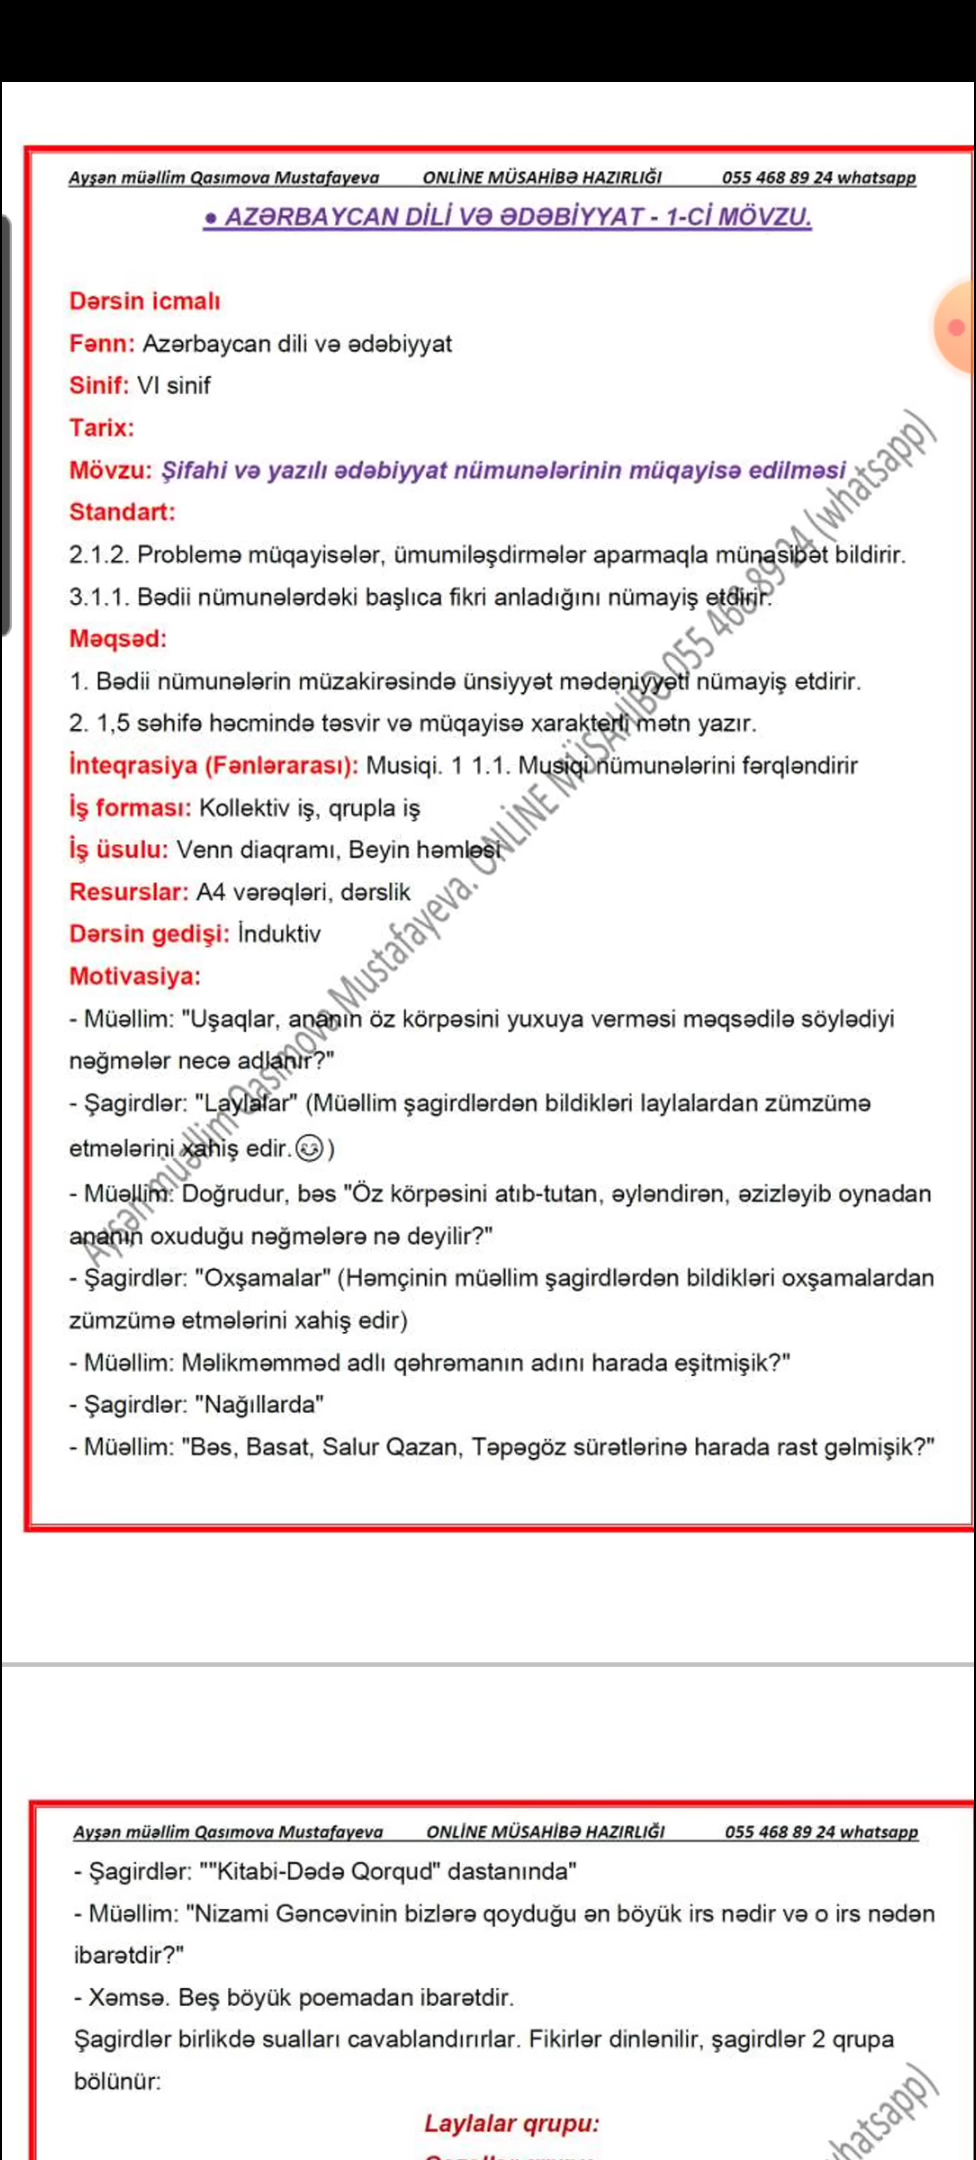 Ayşən müəllim Qasımova Mustafayeva ONLİNE MÜSAHİBƏ HAZIRLIĞI 055 468 89 24 whatsapp
• AZƏRBAYCAN DİLİ VƏ ƏDƏBİYYAT - 1-Cİ MÖVZU.
Dərsin icmalı
Fənn: Azərbaycan dili və ədəbiyyat
Sinif: VI sinif
Tarix:
Mövzu: Şifahi və yazılı ədəbiyyat nümunələrinin müqayisə edilməsi
Standart:
2.1.2. Problemə müqayisələr, ümumiləşdirmələr aparmaqla münasibət bildirir.
3.1.1. Bədii nümunələrdəki başlıca fikri anladığını nümayiş etdirir.
Məqsəd:
1. Bədii nümunələrin müzakirəsində ünsiyyət mədəniyyəti nümayiş etdirir.
2. 1,5 səhifə həcmində təsvir və müqayisə xarakterli mətn yazır.
İnteqrasiya (Fənlərarası): Musiqi. 1 1.1. Musiqi nümunələrini fərqləndirir
İş forması: Kollektiv iş, qrupla iş
İş üsulu: Venn diaqramı, Beyin həmləsi
Resurslar: A4 vərəqləri, dərslik
Dərsin gedişi: İnduktiv
Motivasiya:
- Müəllim: "Uşaqlar, ananın öz körpəsini yuxuya verməsi məqsədilə söylədiyi
nəğmələr necə adlanır?"
- Şagirdlər: "Laylalar" (Müəllim şagirdlərdən bildikləri laylalardan zümzümə
etmələrini xahiş edir.😊)
- Müəllim: Doğrudur, bəs "Öz körpəsini atıb-tutan, əyləndirən, əzizləyib oynadan
ananın oxuduğu nəğmələrə nə deyilir?"
- Şagirdlər: "Oxşamalar" (Həmçinin müəllim şagirdlərdən bildikləri oxşamalardan
zümzümə etmələrini xahiş edir)
- Müəllim: Məlikməmməd adlı qəhrəmanın adını harada eşitmişik?"
- Şagirdlər: "Nağıllarda"
- Müəllim: "Bəs, Basat, Salur Qazan, Təpəgöz sürətlərinə harada rast gəlmişik?"
Ayşən müəllim Qasımova Mustafayeva. ONLİNE MÜSAHİBƏ 055 468 89 24 (whatsapp)
Ayşən müəllim Qasımova Mustafayeva ONLİNE MÜSAHİBƏ HAZIRLIĞI 055 468 89 24 whatsapp
- Şagirdlər: ""Kitabi-Dədə Qorqud" dastanında"
- Müəllim: "Nizami Gəncəvinin bizlərə qoyduğu ən böyük irs nədir və o irs nədən
ibarətdir?"
- Xəmsə. Beş böyük poemadan ibarətdir.
Şagirdlər birlikdə sualları cavablandırırlar. Fikirlər dinlənilir, şagirdlər 2 qrupa
bölünür:
Laylalar qrupu: